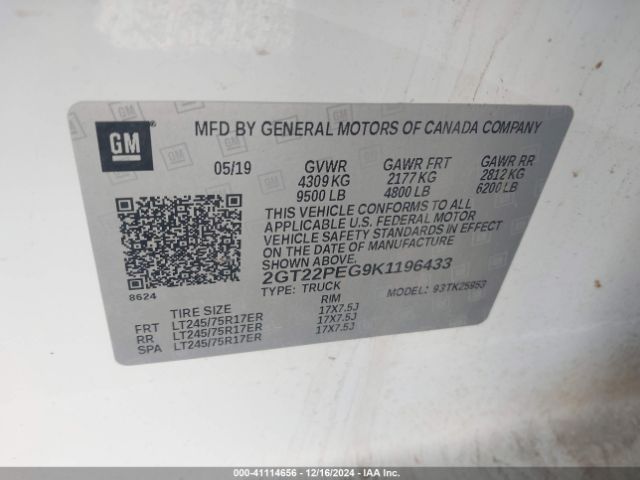 GM
MFD BY GENERAL MOTORS OF CANADA COMPANY
05/19 GVWR GAWR FRT GAWR RR
4309 KG 2177 KG 2812 KG
9500 LB 4800 LB 6200 LB
THIS VEHICLE CONFORMS TO ALL
APPLICABLE U.S. FEDERAL MOTOR
VEHICLE SAFETY STANDARDS IN EFFECT
ON THE DATE OF MANUFACTURE
SHOWN ABOVE.
2GT22PEG9K1196433
8624
TYPE: TRUCK MODEL: 93TK25953
TIRE SIZE RIM
FRT LT245/75R17ER 17X7.5J
RR LT245/75R17ER 17X7.5J
SPA LT245/75R17ER 17X7.5J
000-41114656 - 12/16/2024 - IAAI.com